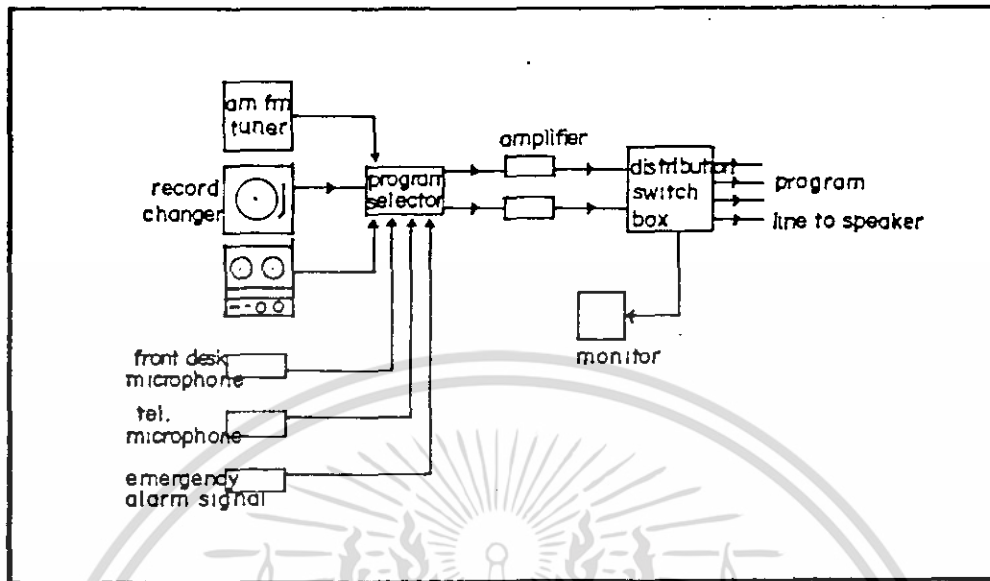 am fm
tuner
record
changer
program
selector
amplifier
distribution
switch
box
program
line to speaker
monitor
front desk
microphone
tel.
microphone
emergency
alarm signal